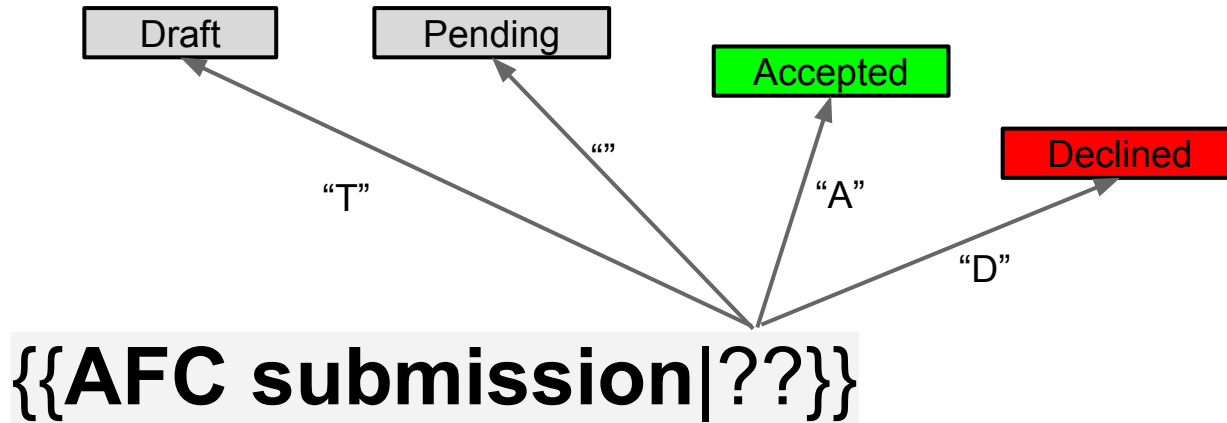 Draft
Pending
Accepted
Declined
“”
“T”
“A”
“D”
{{AFC submission|??}}